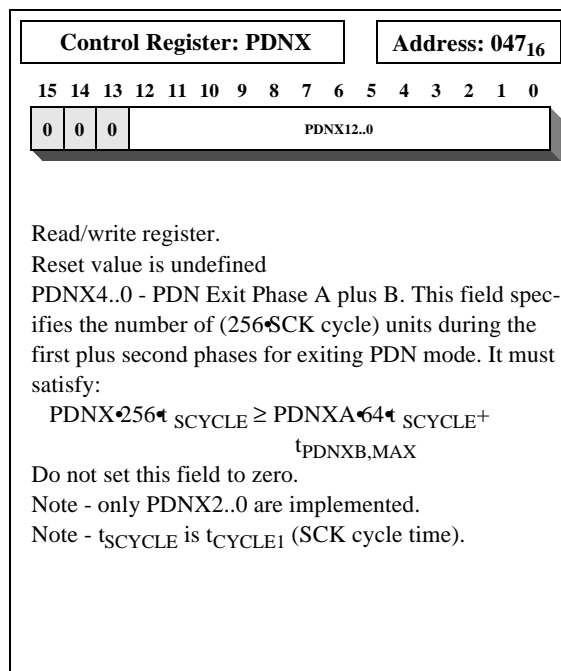 Control Register: PDNX Address: 047₁₆
15 14 13 12 11 10 9 8 7 6 5 4 3 2 1 0
0 0 0 PDNX12..0
Read/write register.
Reset value is undefined
PDNX4..0 - PDN Exit Phase A plus B. This field spec-
ifies the number of (256•SCK cycle) units during the
first plus second phases for exiting PDN mode. It must
satisfy:
PDNX•256•t SCYCLE ≥ PDNXA•64•t SCYCLE+
tPDNXB,MAX
Do not set this field to zero.
Note - only PDNX2..0 are implemented.
Note - tSCYCLE is tCYCLE1 (SCK cycle time).